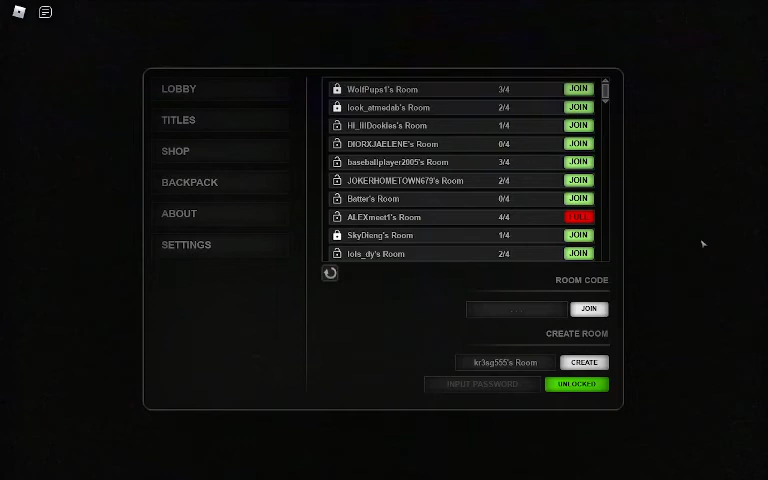 LOBBY
TITLES
SHOP
BACKPACK
ABOUT
SETTINGS
WolfPups1's Room 3/4 JOIN
look_atmedab's Room 2/4 JOIN
Hi_IIIDookies's Room 1/4 JOIN
DIORXJAELENE's Room 0/4 JOIN
baseballplayer2005's Room 3/4 JOIN
JOKERHOMETOWN679's Room 2/4 JOIN
Batter's Room 0/4 JOIN
ALEXmeet1's Room 4/4 FULL
SkyDieng's Room 1/4 JOIN
lols_dy's Room 2/4 JOIN
ROOM CODE
... JOIN
CREATE ROOM
kr3sg555's Room CREATE
INPUT PASSWORD UNLOCKED